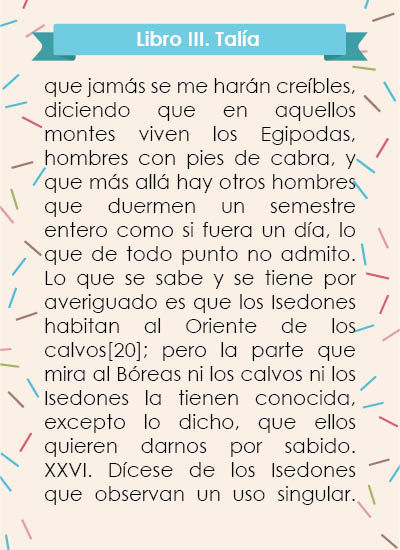 Libro III. Talía
que jamás se me harán creíbles,
diciendo que en aquellos
montes viven los Egipodas,
hombres con pies de cabra, y
que más allá hay otros hombres
que duermen un semestre
entero como si fuera un día, lo
que de todo punto no admito.
Lo que se sabe y se tiene por
averiguado es que los Isedones
habitan al Oriente de los
calvos[20]; pero la parte que
mira al Bóreas ni los calvos ni los
Isedones la tienen conocida,
excepto lo dicho, que ellos
quieren darnos por sabido.
XXVI. Dícese de los Isedones
que observan un uso singular.